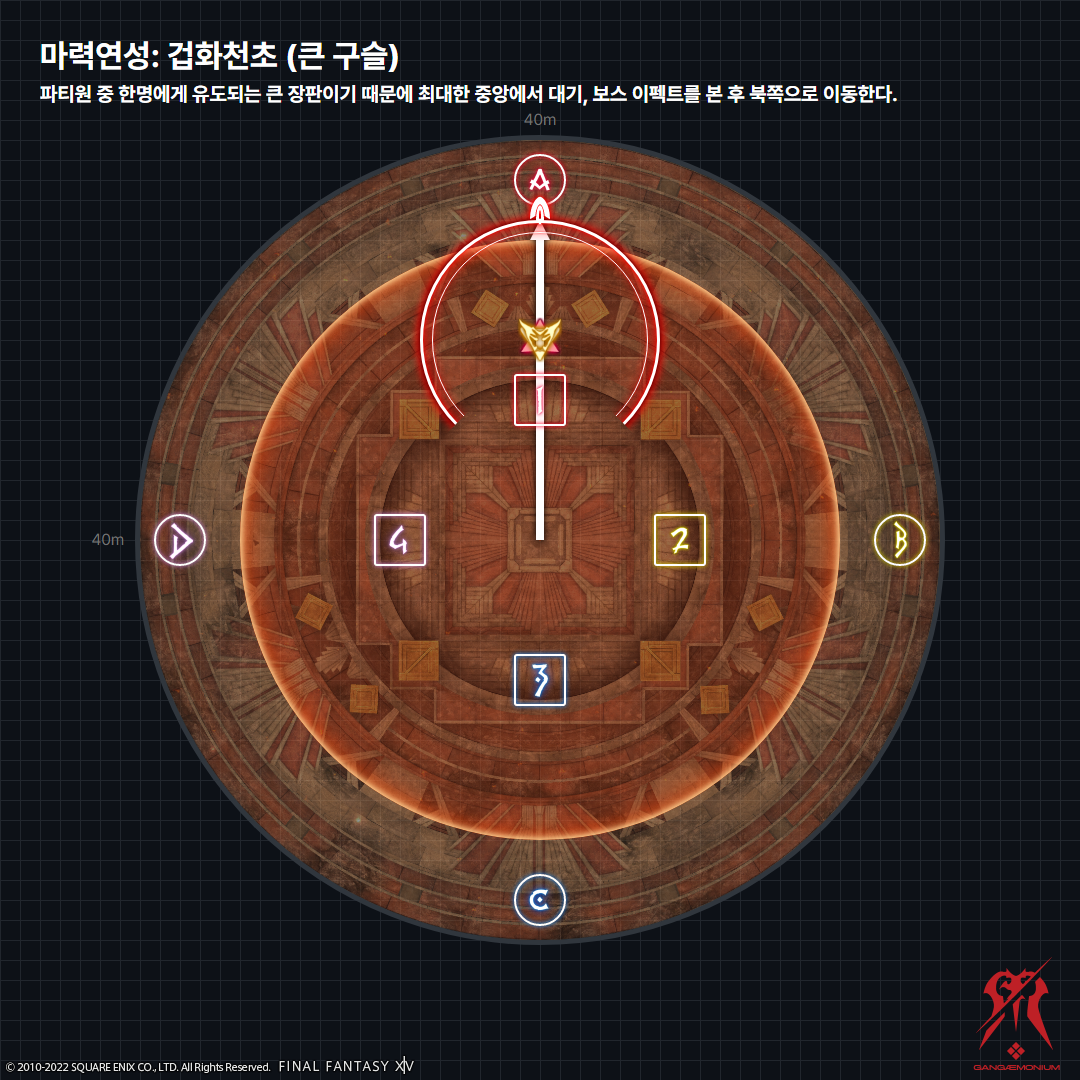 마력연성: 겁화천초 (큰 구슬)
파티원 중 한명에게 유도되는 큰 장판이기 때문에 최대한 중앙에서 대기, 보스 이펙트를 본 후 북쪽으로 이동한다.
40m
A
1
40m
D
4
2
B
3
C
GANGÆMONIUM
© 2010-2022 SQUARE ENIX CO., LTD. All Rights Reserved. FINAL FANTASY XIV